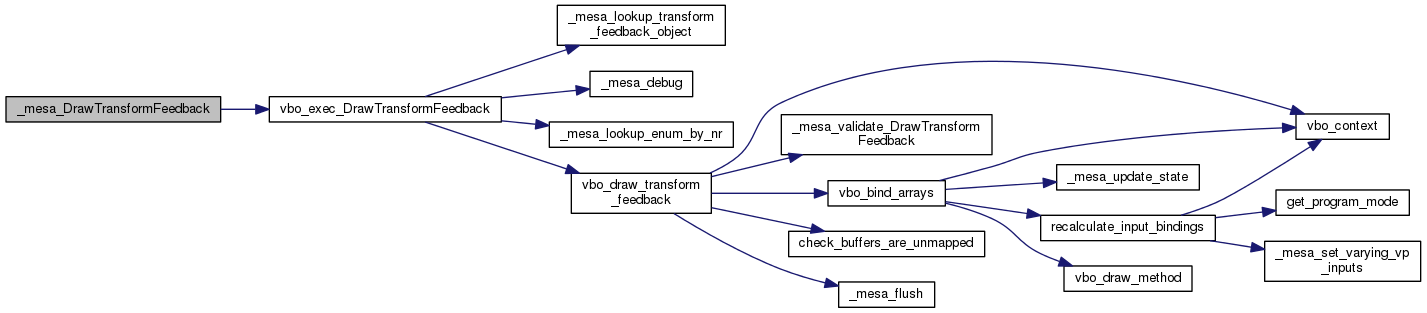 _mesa_DrawTransformFeedback
vbo_exec_DrawTransformFeedback
_mesa_lookup_transform
_feedback_object
_mesa_debug
_mesa_lookup_enum_by_nr
vbo_draw_transform
_feedback
_mesa_validate_DrawTransform
Feedback
vbo_bind_arrays
check_buffers_are_unmapped
_mesa_flush
vbo_context
_mesa_update_state
recalculate_input_bindings
vbo_draw_method
get_program_mode
_mesa_set_varying_vp
_inputs